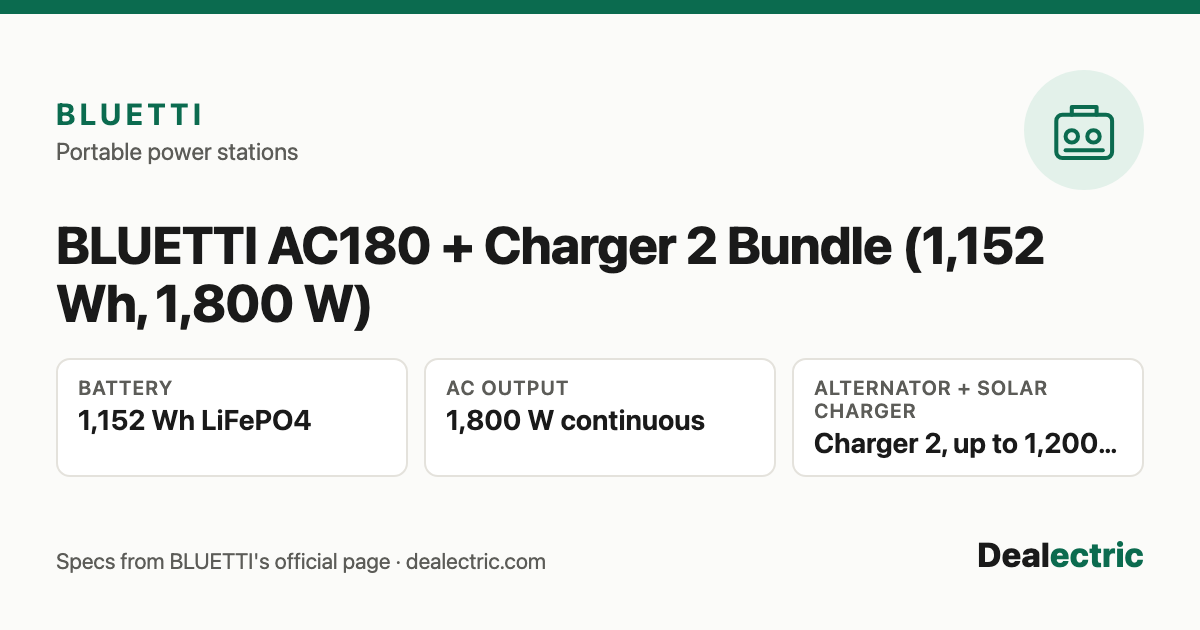 BLUETTI
Portable power stations
BLUETTI AC180 + Charger 2 Bundle (1,152
Wh, 1,800 W)
BATTERY
1,152 Wh LiFePO4
AC OUTPUT
1,800 W continuous
ALTERNATOR + SOLAR
CHARGER
Charger 2, up to 1,200…
Specs from BLUETTI's official page · dealectric.com
Dealectric